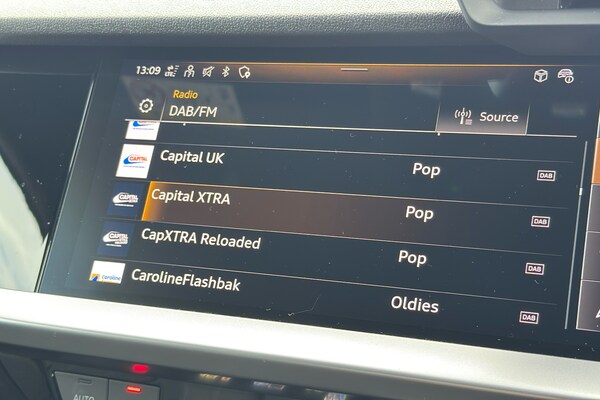 13:09
Radio
DAB/FM
Source
Capital UK
Pop
DAB
Capital XTRA
Pop
DAB
CapXTRA Reloaded
Pop
DAB
CarolineFlashbak
Oldies
DAB
AUTO